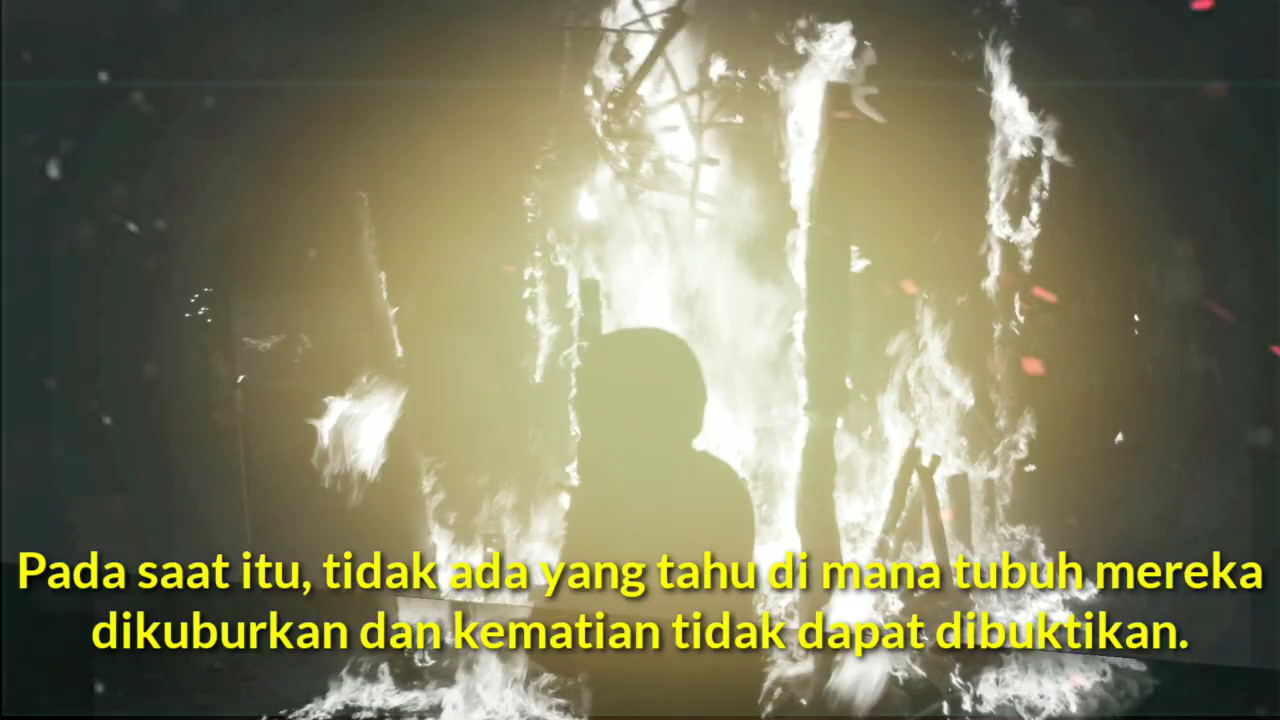 Pada saat itu, tidak ada yang tahu di mana tubuh mereka
dikuburkan dan kematian tidak dapat dibuktikan.